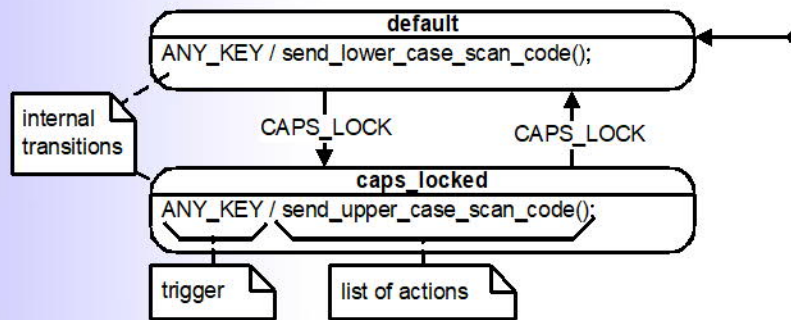 default
ANY_KEY / send_lower_case_scan_code();
internal
transitions
CAPS_LOCK
CAPS_LOCK
caps_locked
ANY_KEY / send_upper_case_scan_code();
trigger
list of actions